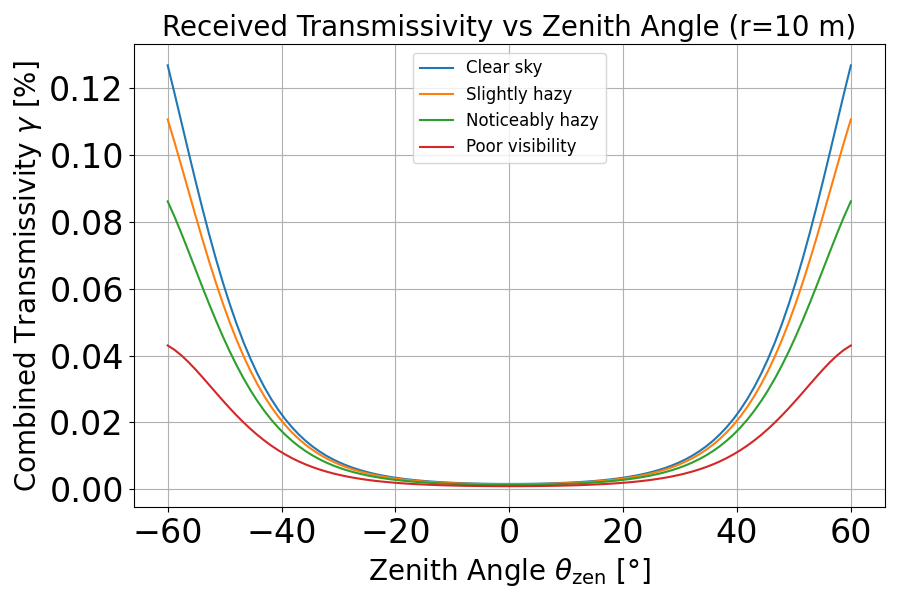 Received Transmissivity vs Zenith Angle (r=10 m)
Combined Transmissivity γ [%]
0.12
0.10
0.08
0.06
0.04
0.02
0.00
Clear sky
Slightly hazy
Noticeably hazy
Poor visibility
−60 −40 −20 0 20 40 60
Zenith Angle θzen [°]